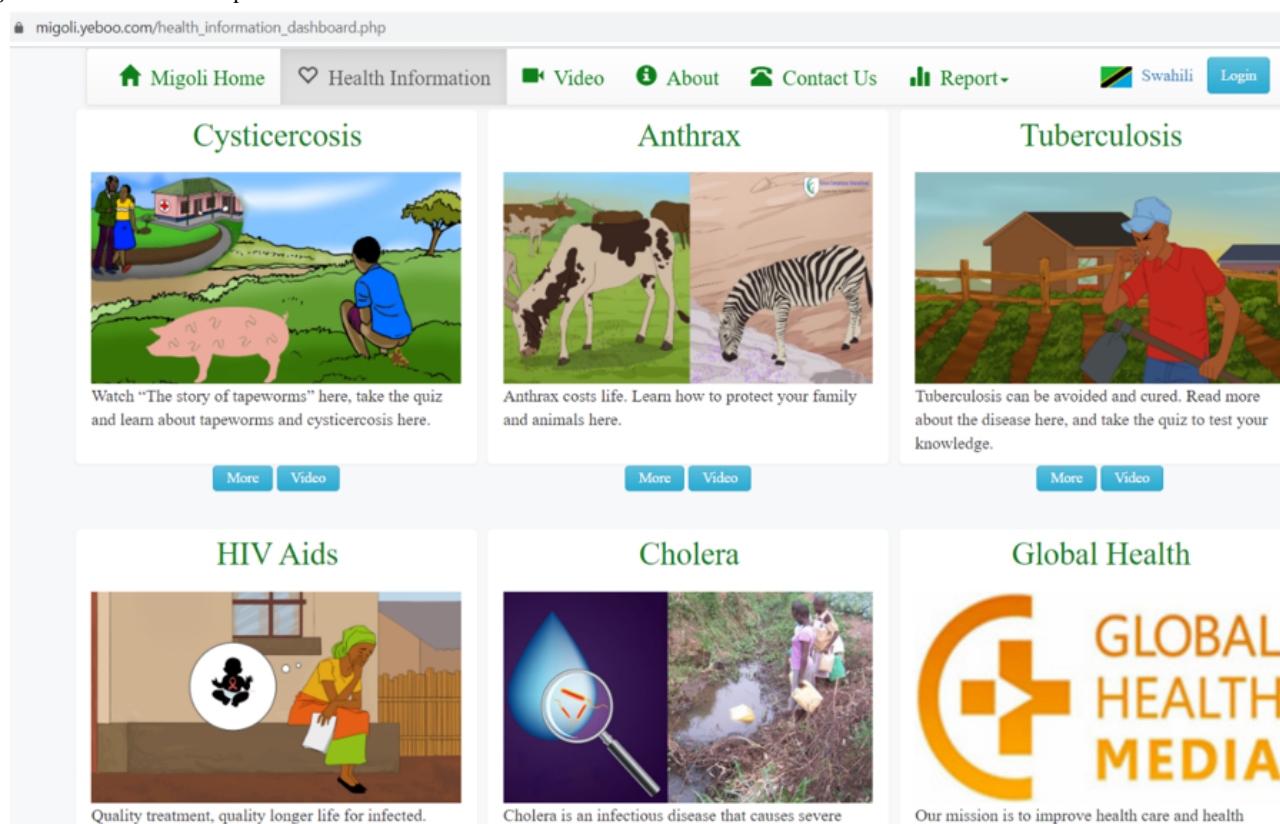 migoli.yeboo.com/health_information_dashboard.php
Migoli Home Health Information Video About Contact Us Report Swahili Login
Cysticercosis
Watch “The story of tapeworms” here, take the quiz
and learn about tapeworms and cysticercosis here.
More Video
Anthrax
Anthrax costs life. Learn how to protect your family
and animals here.
More Video
Tuberculosis
Tuberculosis can be avoided and cured. Read more
about the disease here, and take the quiz to test your
knowledge.
More Video
HIV Aids
Quality treatment, quality longer life for infected.
Cholera
Cholera is an infectious disease that causes severe
Global Health
GLOBAL
HEALTH
MEDIA
Our mission is to improve health care and health